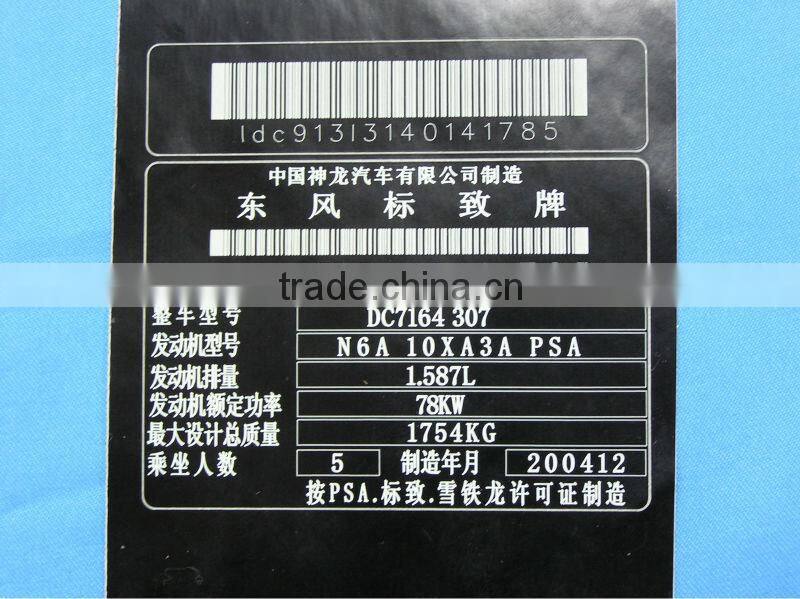 ldc913l3140141785
中国神龙汽车有限公司制造
东风标致牌
trade.china.cn
整车型号 DC7164 307
发动机型号 N6A 10XA3A PSA
发动机排量 1.587L
发动机额定功率 78KW
最大设计总质量 1754KG
乘坐人数 5 制造年月 200412
按PSA.标致.雪铁龙许可证制造